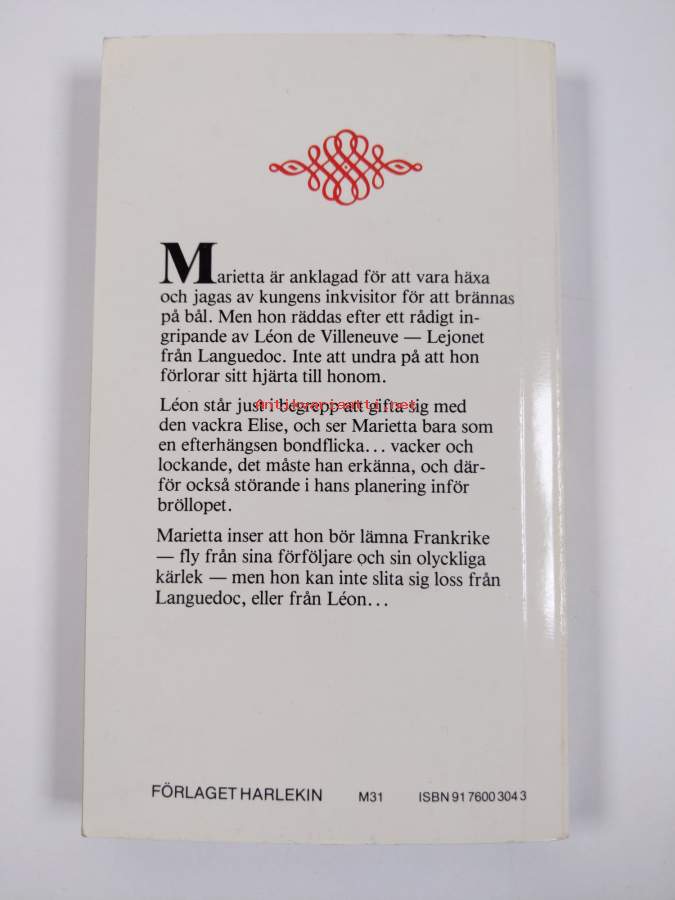 Marietta är anklagad för att vara häxa
och jagas av kungens inkvisitor för att brännas
på bål. Men hon räddas efter ett rådigt in-
gripande av Léon de Villeneuve — Lejonet
från Languedoc. Inte att undra på att hon
förlorar sitt hjärta till honom.
Léon står just i begrepp att gifta sig med
Antikvariaatti.net
den vackra Elise, och ser Marietta bara som
en efterhängsen bondflicka... vacker och
lockande, det måste han erkänna, och där-
för också störande i hans planering inför
bröllopet.
Marietta inser att hon bör lämna Frankrike
— fly från sina förföljare och sin olyckliga
kärlek — men hon kan inte slita sig loss från
Languedoc, eller från Léon...
FÖRLAGET HARLEKIN M31 ISBN 91 7600 304 3